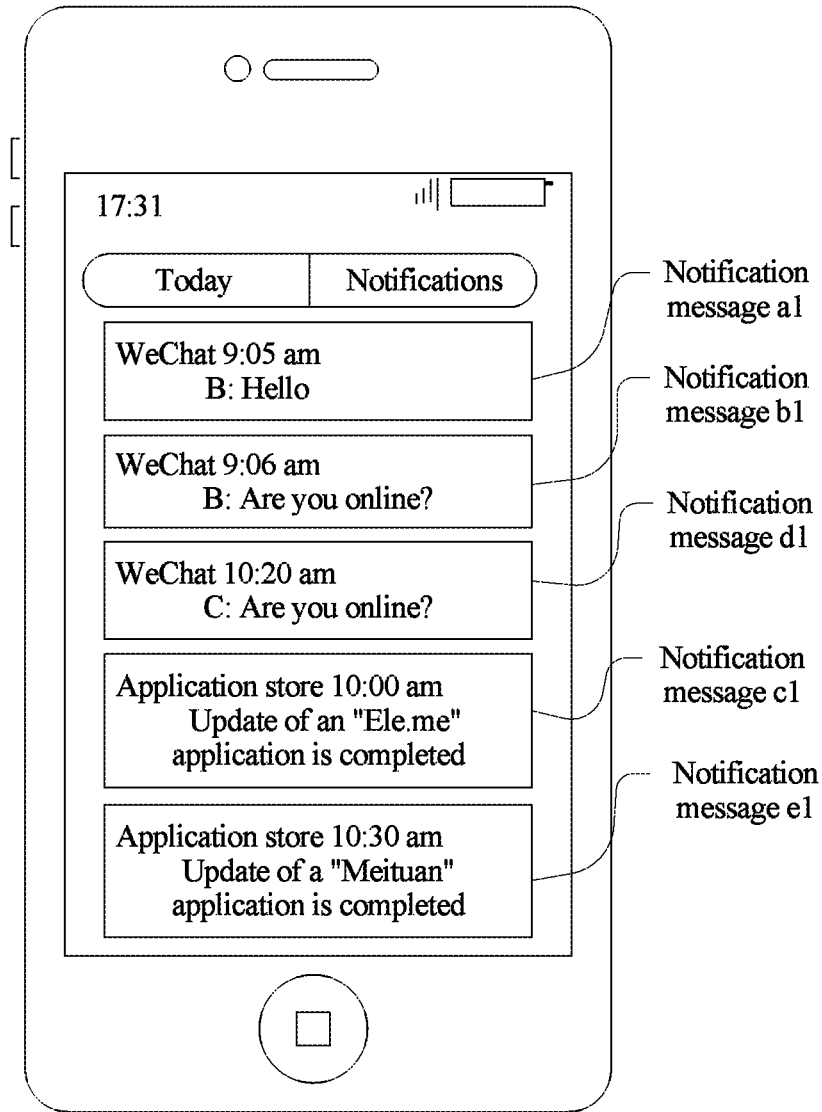 17:31
Today
Notifications
WeChat 9:05 am
B: Hello
WeChat 9:06 am
B: Are you online?
WeChat 10:20 am
C: Are you online?
Application store 10:00 am
Update of an "Ele.me"
application is completed
Application store 10:30 am
Update of a "Meituan"
application is completed
Notification
message a1
Notification
message b1
Notification
message d1
Notification
message c1
Notification
message e1